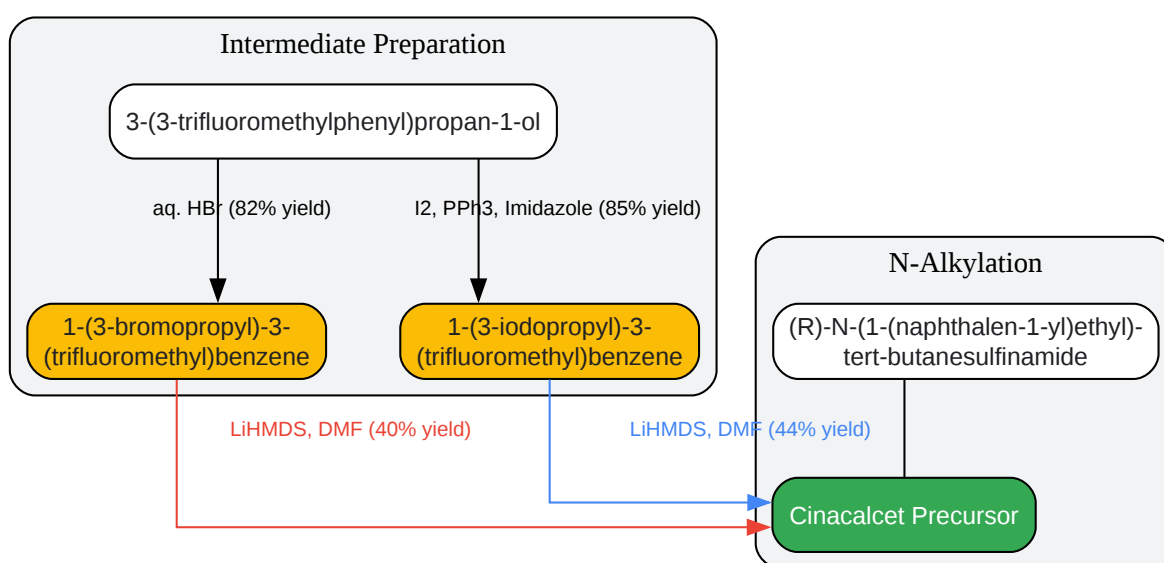 Intermediate Preparation
3-(3-trifluoromethylphenyl)propan-1-ol
aq. HBr (82% yield)
I2, PPh3, Imidazole (85% yield)
1-(3-bromopropyl)-3-
(trifluoromethyl)benzene
1-(3-iodopropyl)-3-
(trifluoromethyl)benzene
N-Alkylation
(R)-N-(1-(naphthalen-1-yl)ethyl)-
tert-butanesulfinamide
LiHMDS, DMF (40% yield)
LiHMDS, DMF (44% yield)
Cinacalcet Precursor